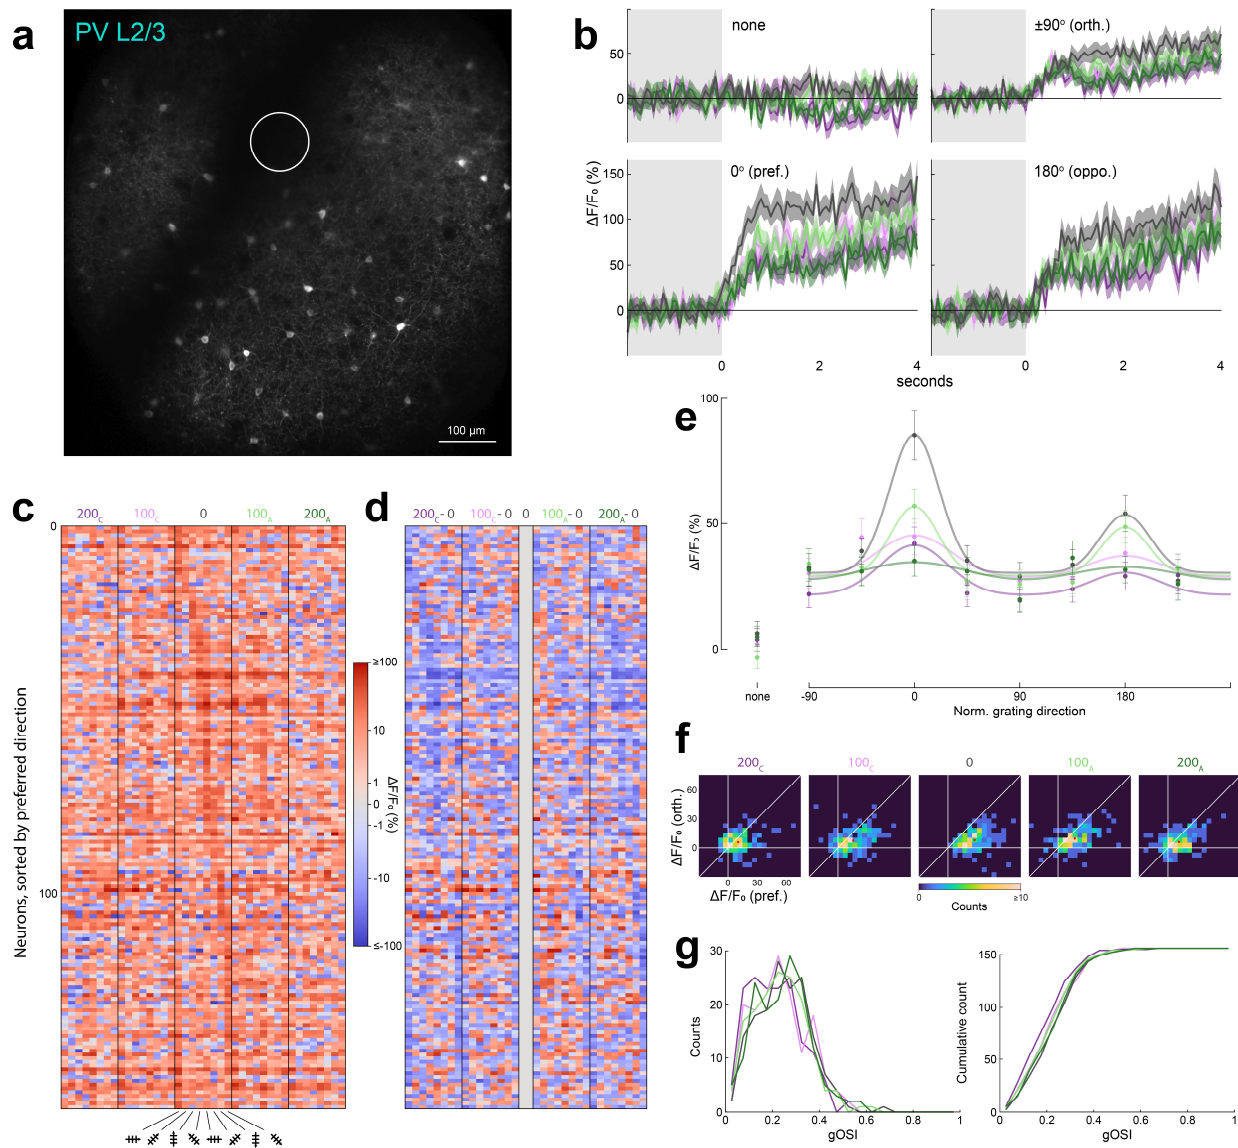 a
PV L2/3
100 µm
b
none
±90° (orth.)
50
0
ΔF/F₀ (%)
0° (pref.)
180° (oppo.)
150
100
50
0
0 2 4
0 2 4
seconds
c
200C 100C 0 100A 200A
0
100
Neurons, sorted by preferred direction
≥100
10
1
0
-1
-10
≤-100
ΔF/F₀ (%)
d
200C- 0 100C- 0 0 100A- 0 200A- 0
e
100
50
0
ΔF/F₀ (%)
none -90 0 90 180
Norm. grating direction
f
200C 100C 0 100A 200A
60
30
0
ΔF/F₀ (orth.)
0 30 60
ΔF/F₀ (pref.)
0 ≥10
Counts
g
30
20
10
0
Counts
0 0.2 0.4 0.6 0.8 1
gOSI
150
100
50
0
Cumulative count
0 0.2 0.4 0.6 0.8 1
gOSI